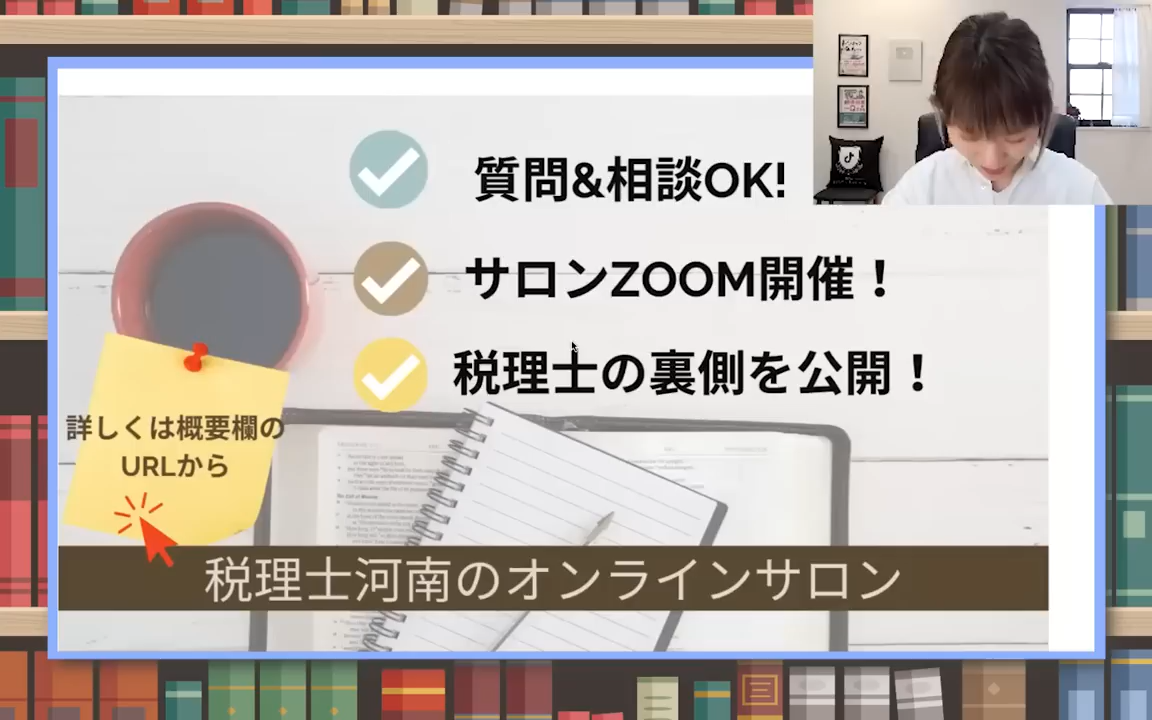 質問&相談OK!
サロンZOOM開催！
税理士の裏側を公開！
詳しくは概要欄の
URLから
税理士河南のオンラインサロン